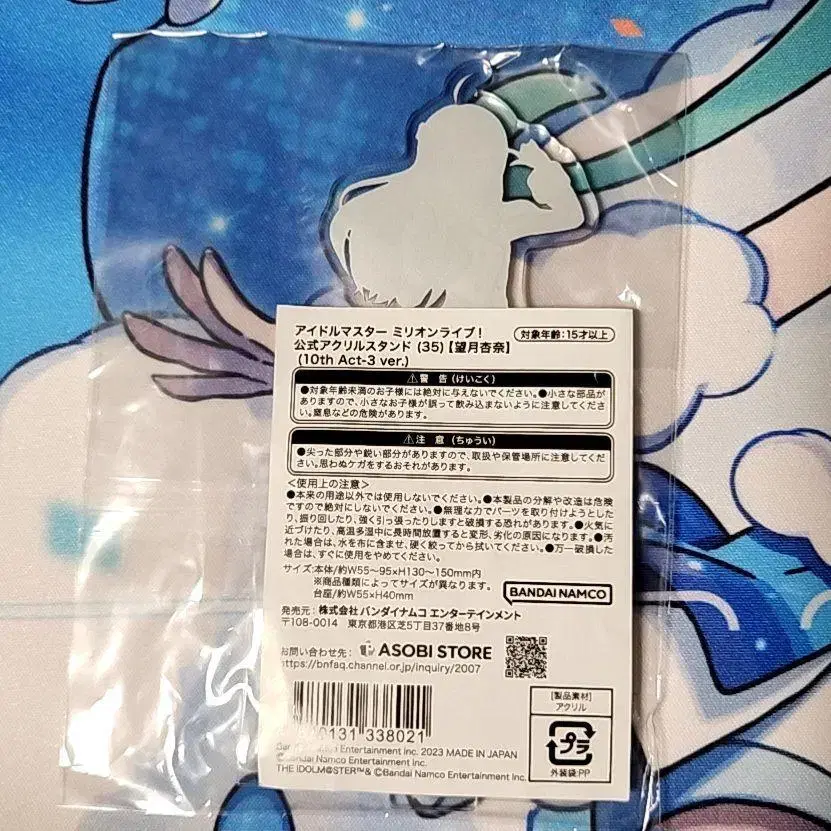 アイドルマスター ミリオンライブ！
対象年齢：15才以上
公式アクリルスタンド (35)【望月杏奈】
(10th Act-3 ver.)
⚠警 告（けいこく）
●対象年齢未満のお子様には絶対に与えないでください。●小さな部品が
ありますので、小さなお子様が誤って飲み込まないように注意してくだ
さい。窒息などの危険があります。
⚠注 意（ちゅうい）
●尖った部分や鋭い部分がありますので、取扱や保管場所に注意してくだ
さい。思わぬケガをするおそれがあります。
＜使用上の注意＞
●本来の用途以外では使用しないでください。●本製品の分解や改造は危険
ですので絶対にしないでください。●無理な力でパーツを取り付けようとした
り、振り回したり、強く引っ張ったりしますと破損する恐れがあります。●火気に
近づけたり、高温多湿中に長時間放置すると変形、劣化の原因になります。●汚
れた場合は、水を布に含ませ、硬く絞ってから拭いてください。●万一破損した
場合は、すぐに使用をやめてください。
サイズ：本体/約W55〜95×H130〜150mm内
※商品種類によってサイズが異なります。
台座/約W55×H40mm
BANDAI NAMCO
発売元：株式会社 バンダイナムコ エンターテインメント
〒108-0014 東京都港区芝5丁目37番地8号
お問い合わせ先：ASOBI STORE
https://bnfaq.channel.or.jp/inquiry/2007
[製品素材]
アクリル
プラ
外装袋：PP
0131 338021
Entertainment Inc. 2023 MADE IN JAPAN
©Bandai Namco Entertainment Inc.
THE IDOLM@STER™& ©Bandai Namco Entertainment Inc.